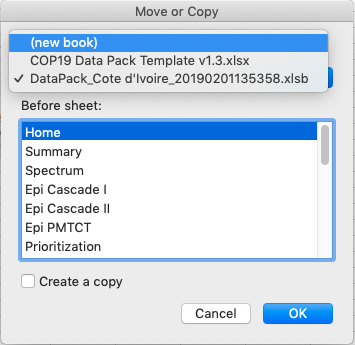 Move or Copy
(new book)
COP19 Data Pack Template v1.3.xlsx
✓ DataPack_Cote d'Ivoire_20190201135358.xlsb
Before sheet:
Home
Summary
Spectrum
Epi Cascade I
Epi Cascade II
Epi PMTCT
Prioritization
Create a copy
Cancel
OK